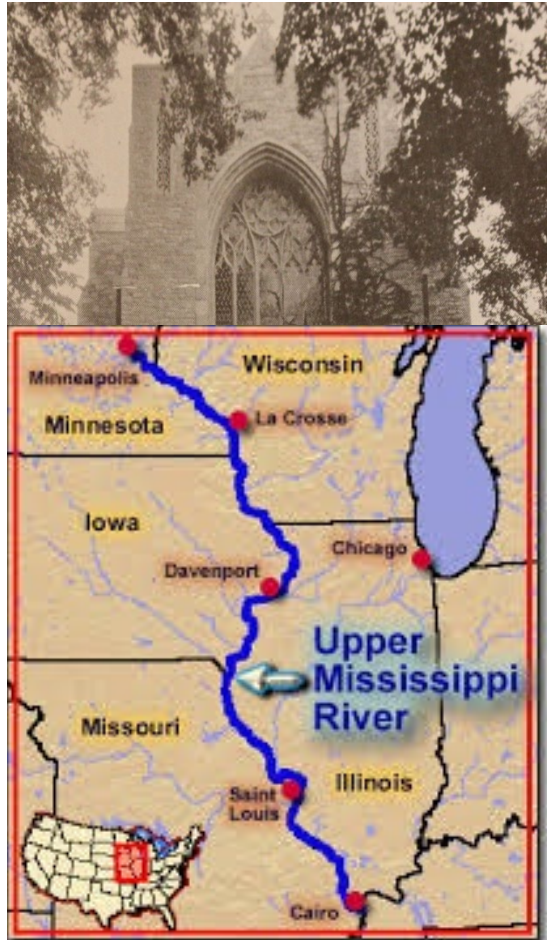 Wisconsin
Minneapolis
Minnesota
La Crosse
Iowa
Chicago
Davenport
Upper
Mississippi
River
Missouri
Illinois
Saint
Louis
Cairo